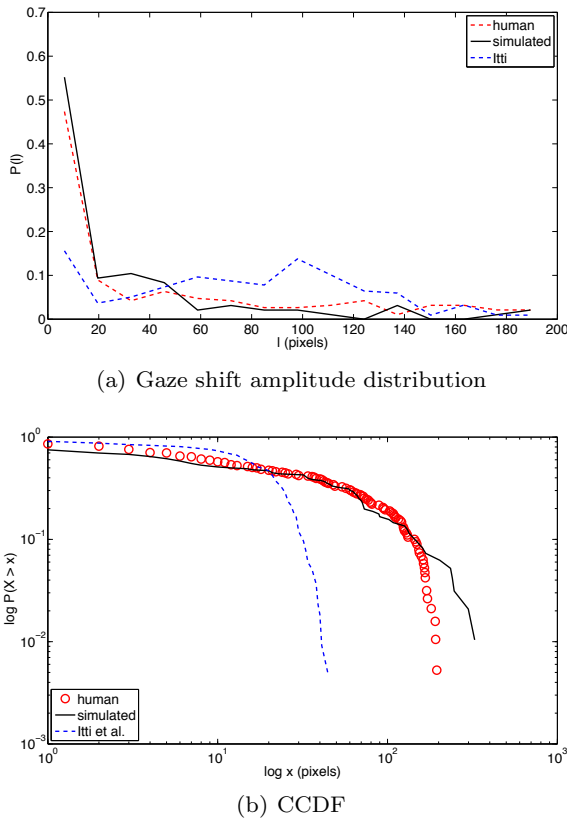 0.7
0.6
0.5
0.4
0.3
0.2
0.1
0
P(l)
human
simulated
Itti
0 20 40 60 80 100 120 140 160 180 200
l (pixels)
(a) Gaze shift amplitude distribution
10^0
10^-1
10^-2
10^-3
log P(X > x)
human
simulated
Itti et al.
10^0 10^1 10^2 10^3
log x (pixels)
(b) CCDF